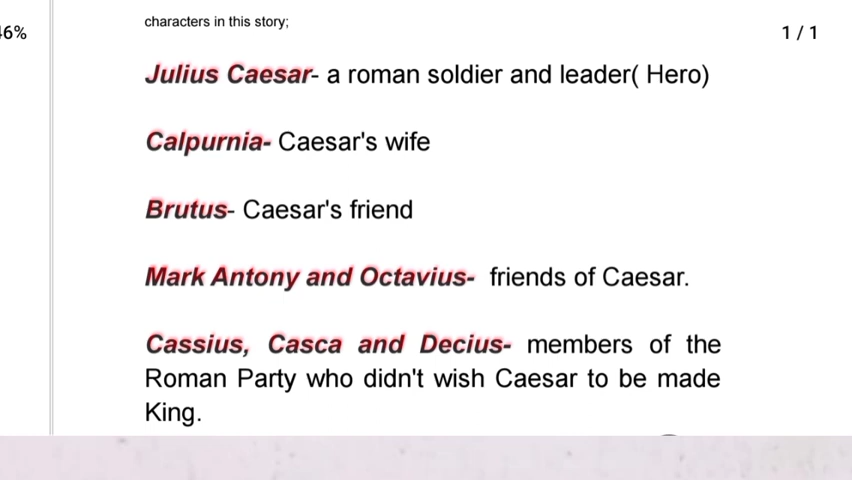 characters in this story;
46% 1 / 1
Julius Caesar- a roman soldier and leader( Hero)
Calpurnia- Caesar's wife
Brutus- Caesar's friend
Mark Antony and Octavius- friends of Caesar.
Cassius, Casca and Decius- members of the
Roman Party who didn't wish Caesar to be made
King.